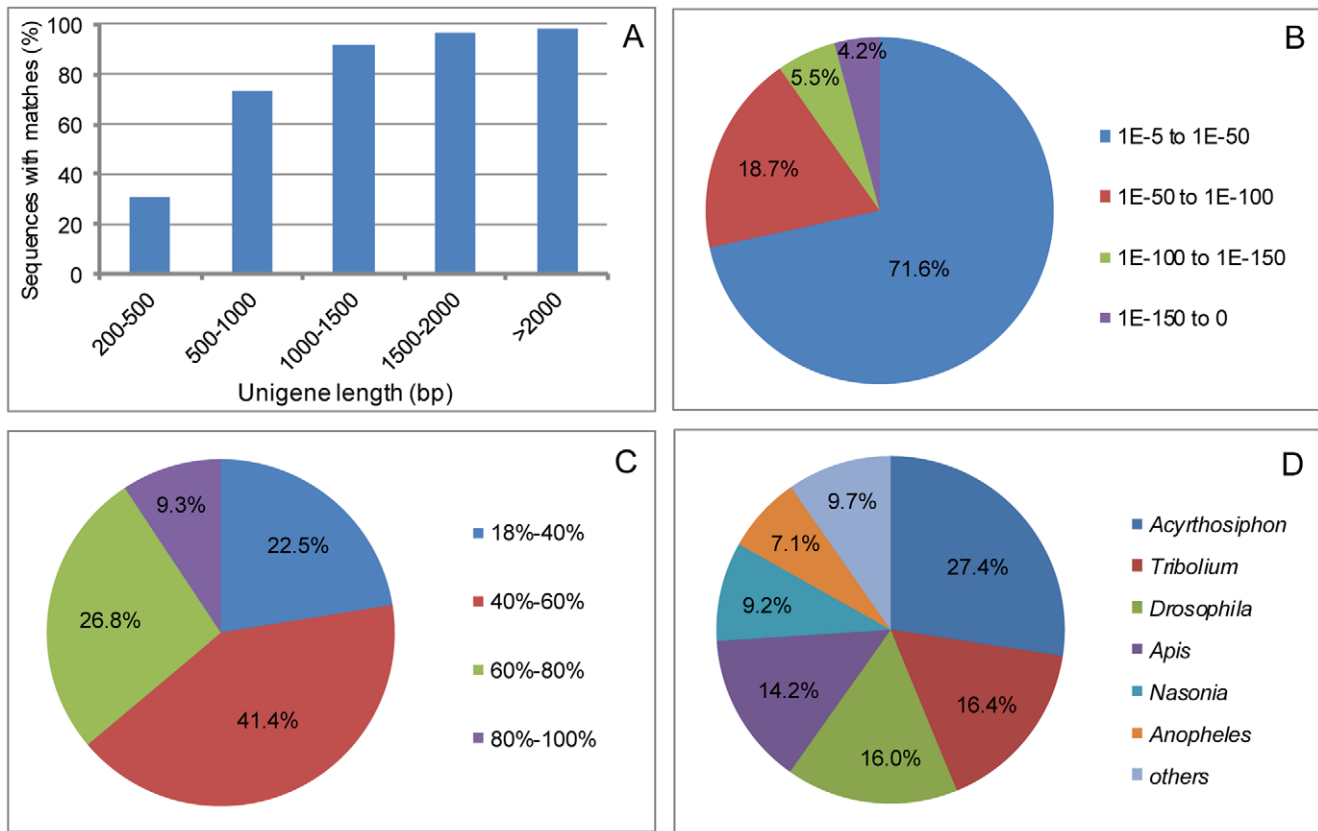 A
Sequences with matches (%)
100
80
60
40
20
0
200-500
500-1000
1000-1500
1500-2000
>2000
Unigene length (bp)
B
4.2%
5.5%
18.7%
71.6%
1E-5 to 1E-50
1E-50 to 1E-100
1E-100 to 1E-150
1E-150 to 0
C
9.3%
22.5%
26.8%
41.4%
18%-40%
40%-60%
60%-80%
80%-100%
D
9.7%
7.1%
27.4%
9.2%
14.2%
16.4%
16.0%
Acyrthosiphon
Tribolium
Drosophila
Apis
Nasonia
Anopheles
others